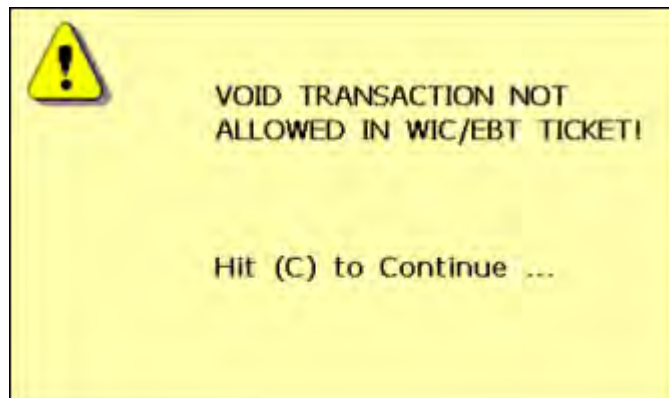 VOID TRANSACTION NOT
ALLOWED IN WIC/EBT TICKET!
Hit (C) to Continue ...